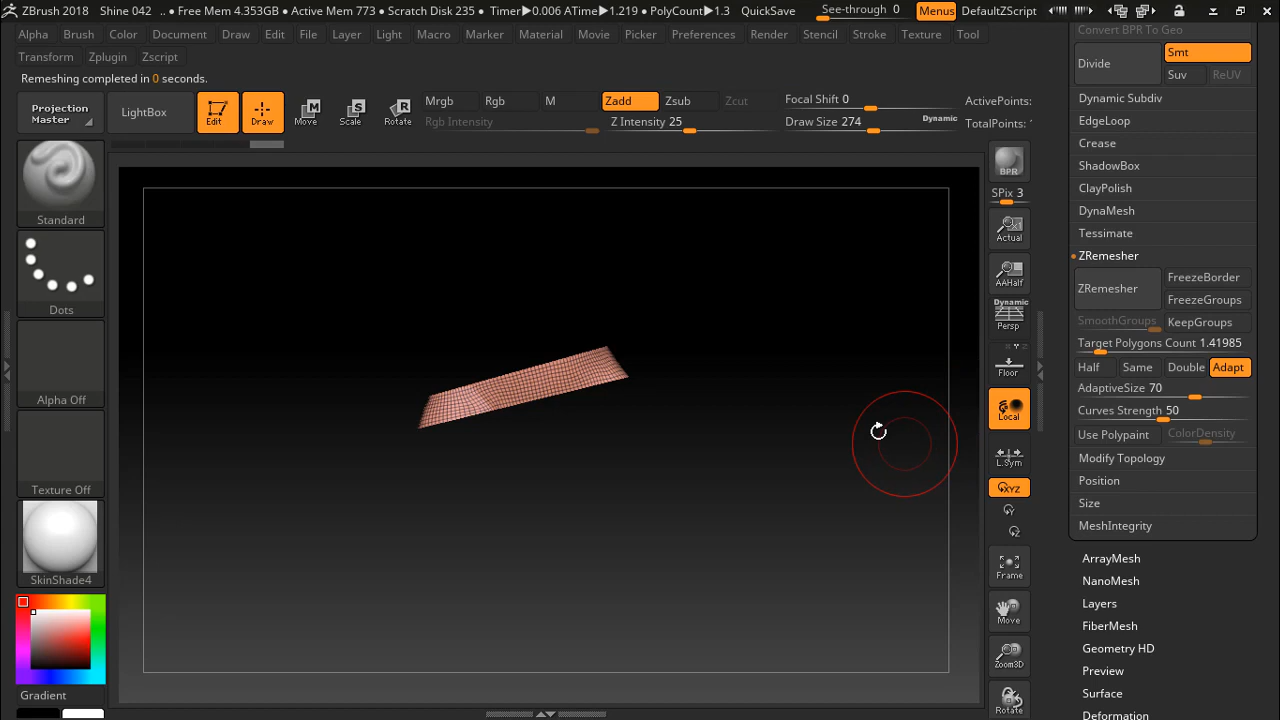 ZBrush 2018 Shine 042 .. • Free Mem 4.353GB • Active Mem 773 • Scratch Disk 235 • Timer▶0.006 ATime▶1.219 • PolyCount▶1.3 QuickSave See-through 0 Menus DefaultZScript
Alpha Brush Color Document Draw Edit File Layer Light Macro Marker Material Movie Picker Preferences Render Stencil Stroke Texture Tool
Transform Zplugin Zscript
Remeshing completed in 0 seconds.
Projection Master
LightBox
Edit
Draw
Move
Scale
Rotate
Mrgb Rgb M
Rgb Intensity
Zadd Zsub Zcut
Z Intensity 25
Focal Shift 0
Draw Size 274
Dynamic
ActivePoints:
TotalPoints:
Standard
Dots
Alpha Off
Texture Off
SkinShade4
Gradient
BPR
SPix 3
Actual
AAHalf
Dynamic
Persp
Floor
Local
L.Sym
XYZ
Y
Z
Frame
Move
Zoom3D
Rotate
Convert BPR To Geo
Divide
Smt
Suv ReUV
Dynamic Subdiv
EdgeLoop
Crease
ShadowBox
ClayPolish
DynaMesh
Tessimate
ZRemesher
ZRemesher
FreezeBorder
FreezeGroups
SmoothGroups KeepGroups
Target Polygons Count 1.41985
Half Same Double Adapt
AdaptiveSize 70
Curves Strength 50
Use Polypaint ColorDensity
Modify Topology
Position
Size
MeshIntegrity
ArrayMesh
NanoMesh
Layers
FiberMesh
Geometry HD
Preview
Surface
Deformation